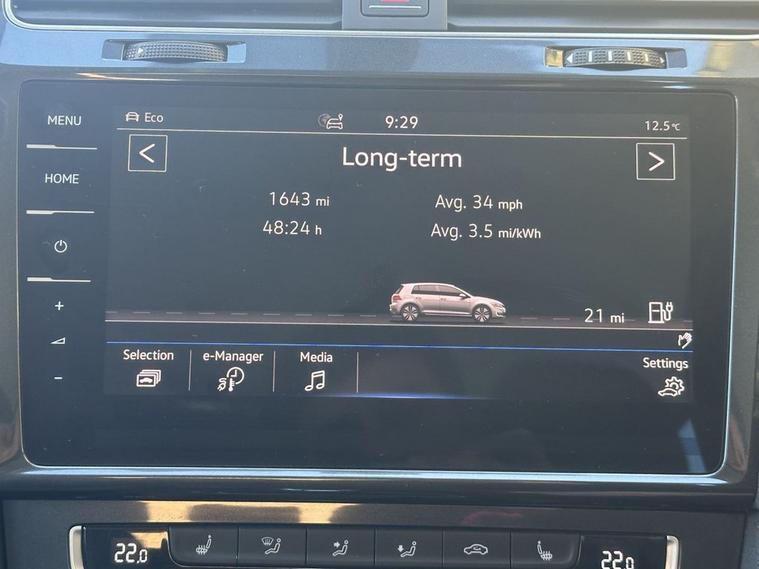 MENU
HOME
Eco
9:29
12.5°C
<
Long-term
>
1643 mi
Avg. 34 mph
48:24 h
Avg. 3.5 mi/kWh
21 mi
+
-
Selection
e-Manager
Media
Settings
22.0
22.0